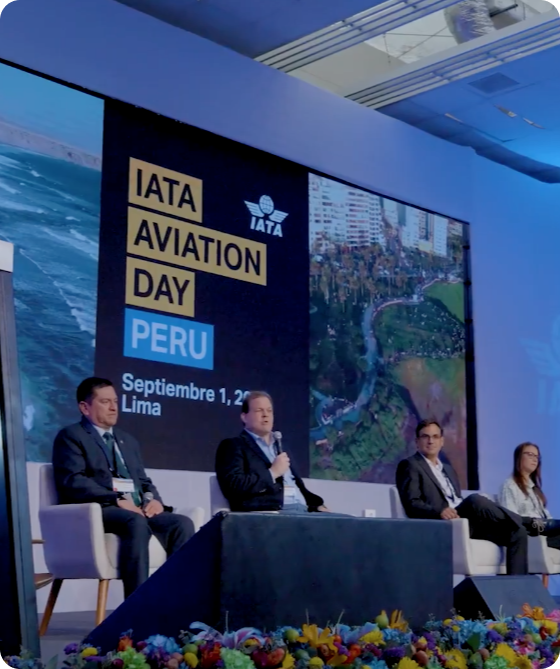 IATA
AVIATION
DAY
PERU
IATA
Septiembre 1,
Lima